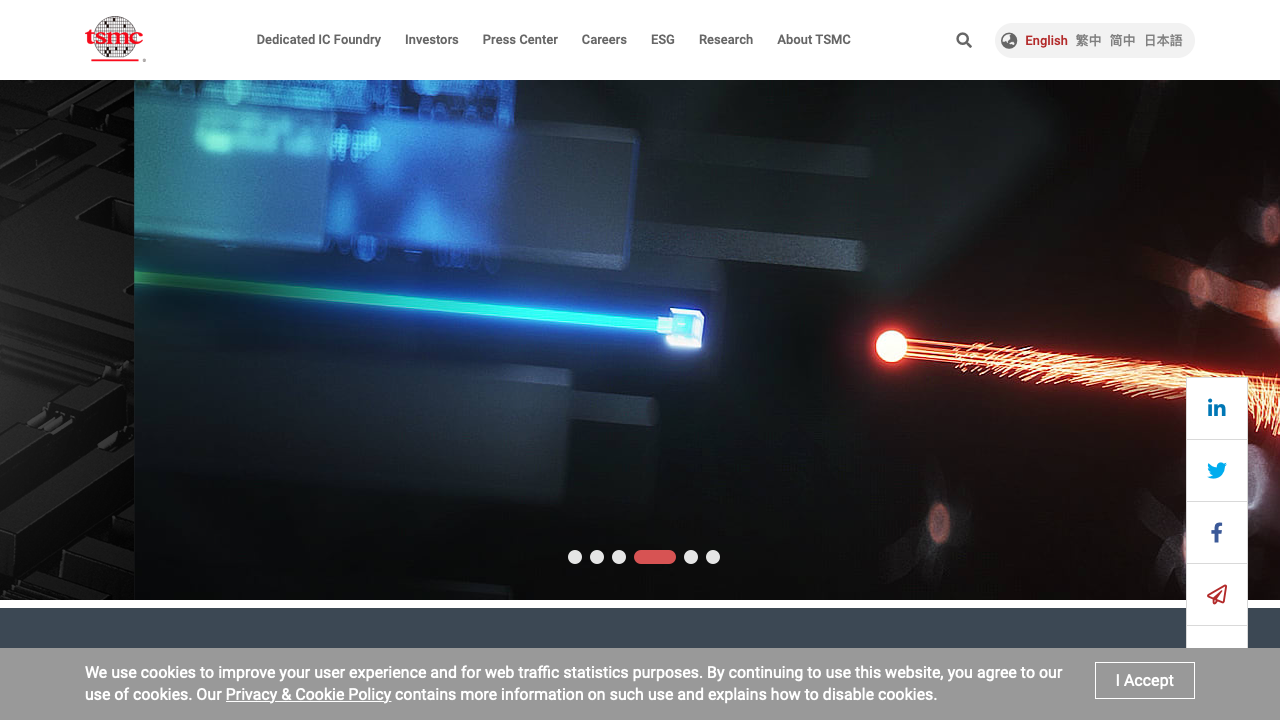 tsmc
Dedicated IC Foundry Investors Press Center Careers ESG Research About TSMC
English 繁中 简中 日本語
We use cookies to improve your user experience and for web traffic statistics purposes. By continuing to use this website, you agree to our
use of cookies. Our Privacy & Cookie Policy contains more information on such use and explains how to disable cookies.
I Accept